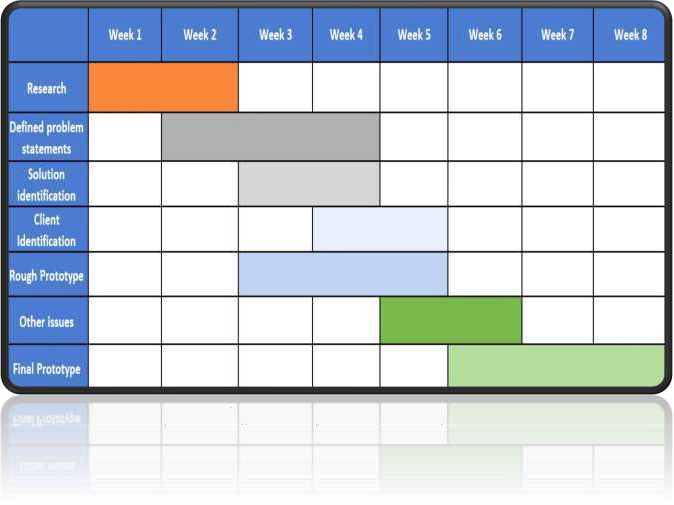 Week 1 Week 2 Week 3 Week 4 Week 5 Week 6 Week 7 Week 8
Research
Defined problem
statements
Solution
identification
Client
Identification
Rough Prototype
Other issues
Final Prototype